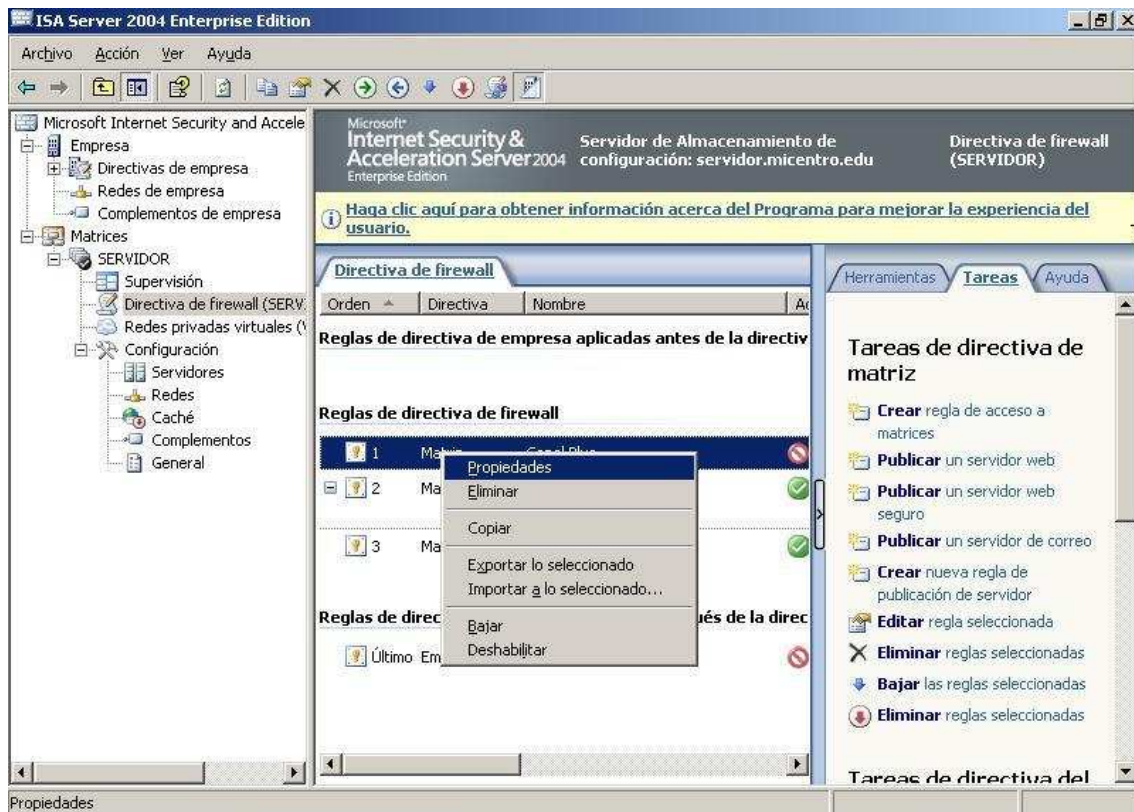 ISA Server 2004 Enterprise Edition
Archivo Acción Ver Ayuda
Microsoft Internet Security and Accele
Empresa
Directivas de empresa
Redes de empresa
Complementos de empresa
Matrices
SERVIDOR
Supervisión
Directiva de firewall (SERV
Redes privadas virtuales (V
Configuración
Servidores
Redes
Caché
Complementos
General
Microsoft
Internet Security &
Acceleration Server 2004
Enterprise Edition
Servidor de Almacenamiento de
configuración: servidor.micentro.edu
Directiva de firewall
(SERVIDOR)
Haga clic aquí para obtener información acerca del Programa para mejorar la experiencia del
usuario.
Directiva de firewall
Orden Directiva Nombre Ac
Reglas de directiva de empresa aplicadas antes de la directiv
Reglas de directiva de firewall
1 Matriz Canal Plus
2 Ma
3 Ma
Reglas de direc
ués de la direc
Último Em
Propiedades
Eliminar
Copiar
Exportar lo seleccionado
Importar a lo seleccionado...
Bajar
Deshabilitar
Herramientas Tareas Ayuda
Tareas de directiva de
matriz
Crear regla de acceso a
matrices
Publicar un servidor web
Publicar un servidor web
seguro
Publicar un servidor de correo
Crear nueva regla de
publicación de servidor
Editar regla seleccionada
Eliminar reglas seleccionadas
Bajar las reglas seleccionadas
Eliminar reglas seleccionadas
Tareas de directiva del
Propiedades